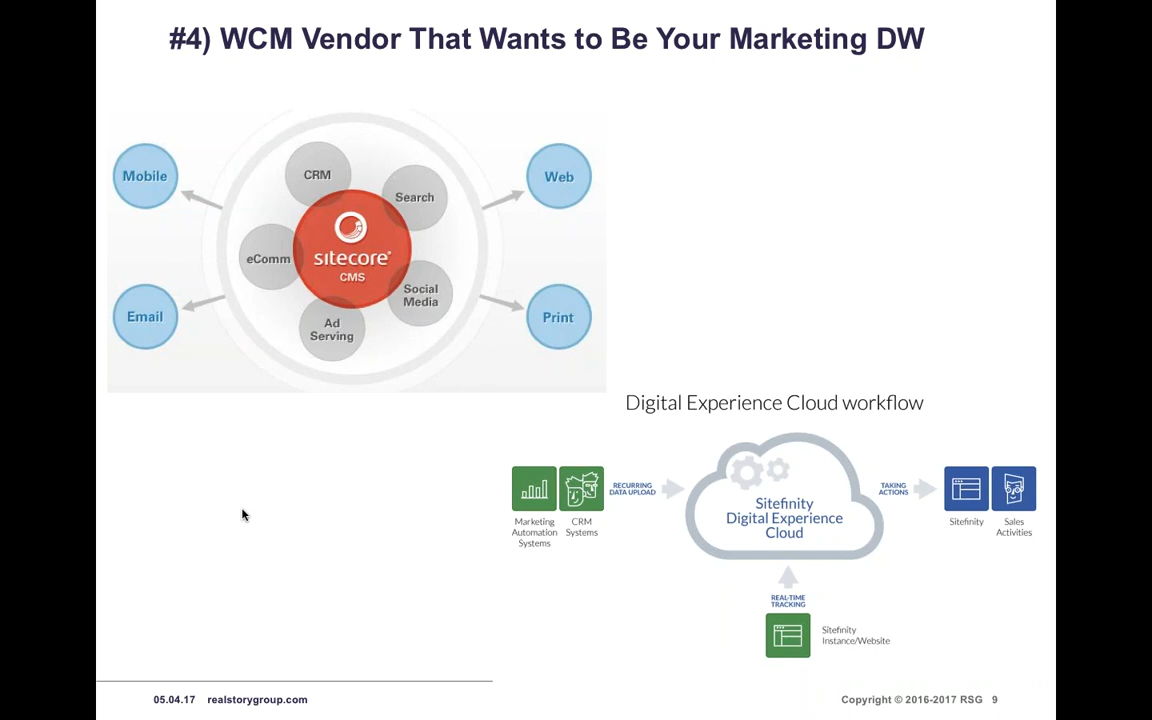 #4) WCM Vendor That Wants to Be Your Marketing DW
Mobile
CRM
Search
Web
eComm
sitecore®
CMS
Social
Media
Email
Ad
Serving
Print
Digital Experience Cloud workflow
RECURRING
DATA UPLOAD
Marketing
Automation
Systems
CRM
Systems
Sitefinity
Digital Experience
Cloud
TAKING
ACTIONS
Sitefinity
Sales
Activities
REAL-TIME
TRACKING
Sitefinity
Instance/Website
05.04.17 realstorygroup.com
Copyright © 2016-2017 RSG 9